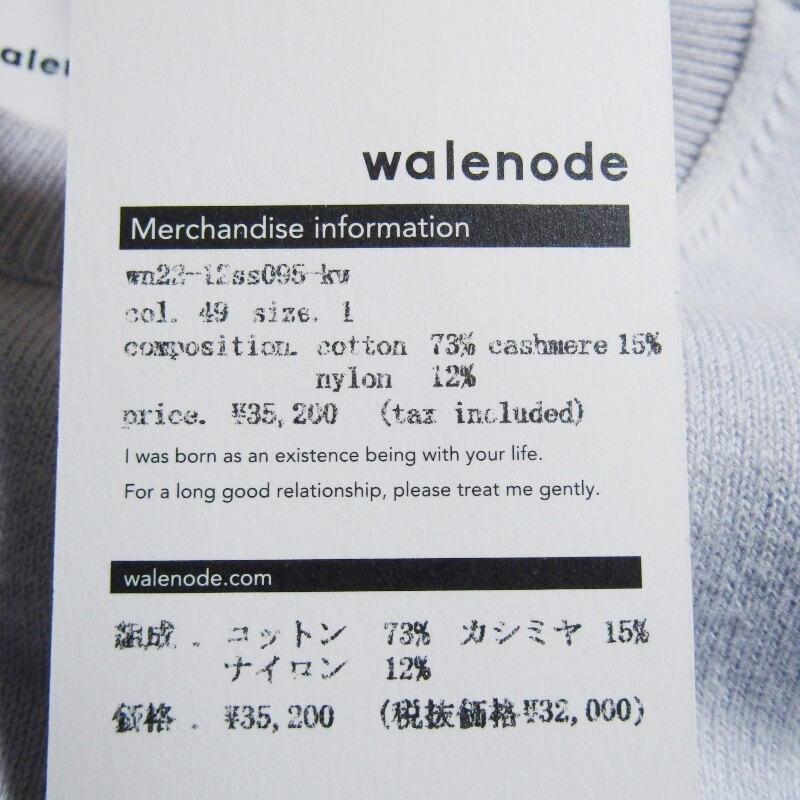 walenode
Merchandise information
wn22-12ss095-kw
col. 49 size. 1
composition. cotton 73% cashmere 15%
nylon 12%
price. ¥35,200 (tax included)
I was born as an existence being with your life.
For a long good relationship, please treat me gently.
walenode.com
組成 . コットン 73% カシミヤ 15%
ナイロン 12%
価格 . ¥35,200 (税抜価格¥32,000)